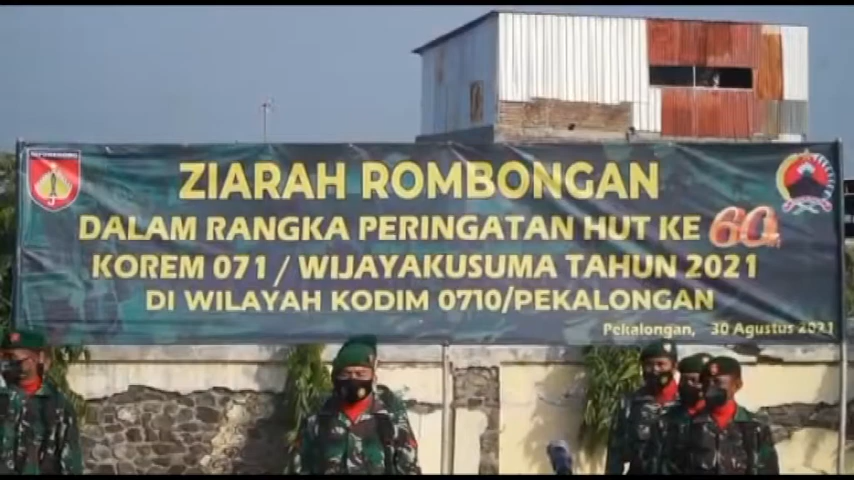 ZIARAH ROMBONGAN
DALAM RANGKA PERINGATAN HUT KE 60
KOREM 071 / WIJAYAKUSUMA TAHUN 2021
DI WILAYAH KODIM 0710/PEKALONGAN
Pekalongan, 30 Agustus 2021